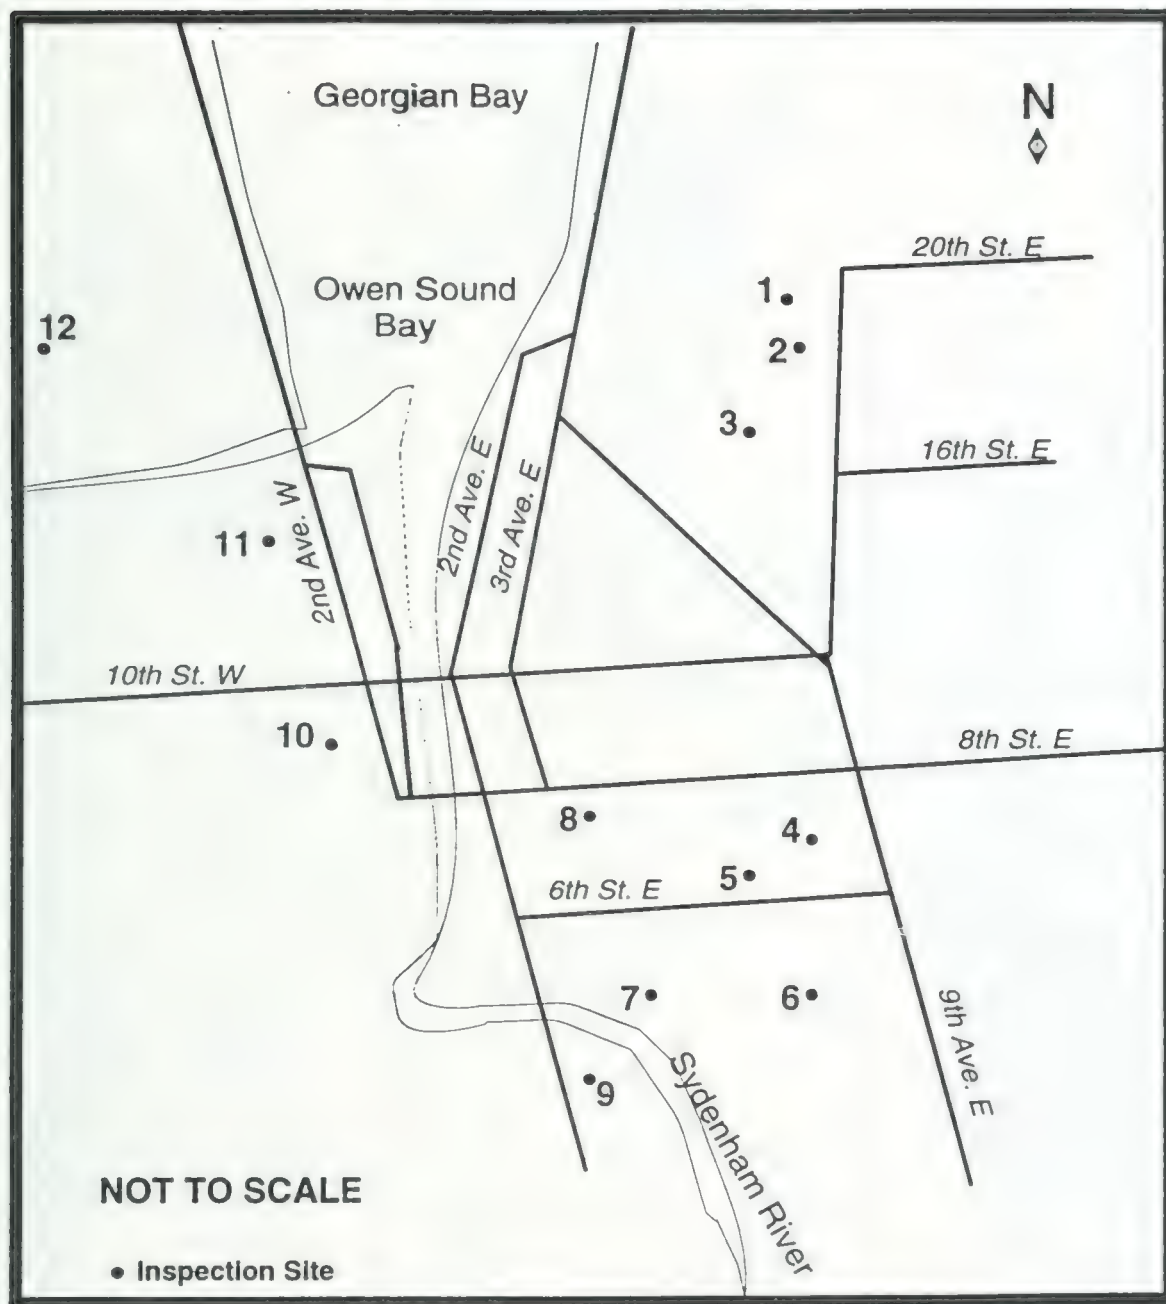 Georgian Bay
N
20th St. E
Owen Sound
Bay
1
12
2
3
2nd Ave. E
16th St. E
3rd Ave. E
2nd Ave. W
11
10th St. W
10
8th St. E
8
4
5
6th St. E
7
6
9th Ave. E
9
Sydenham River
NOT TO SCALE
Inspection Site